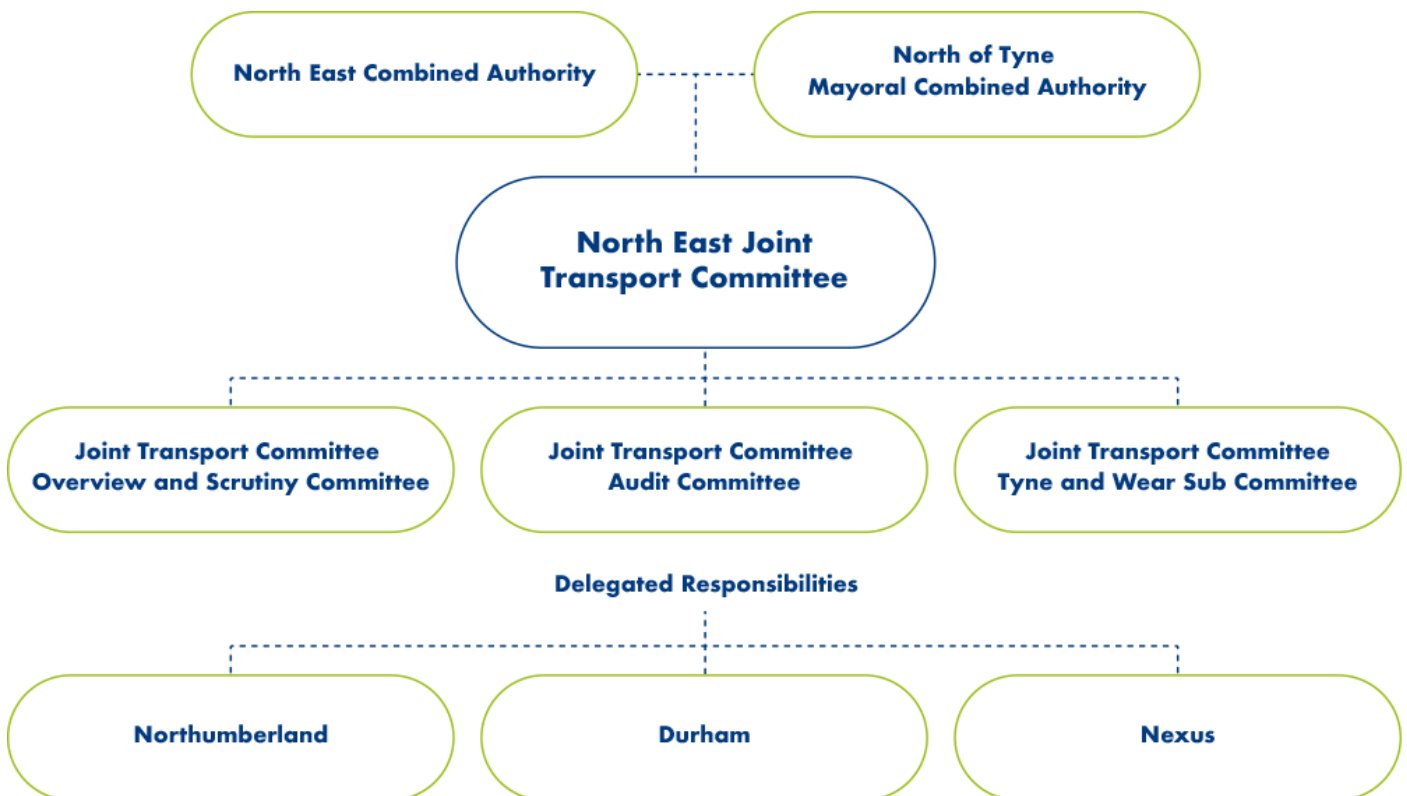 North East Combined Authority
North of Tyne
Mayoral Combined Authority
North East Joint
Transport Committee
Joint Transport Committee
Overview and Scrutiny Committee
Joint Transport Committee
Audit Committee
Joint Transport Committee
Tyne and Wear Sub Committee
Delegated Responsibilities
Northumberland
Durham
Nexus